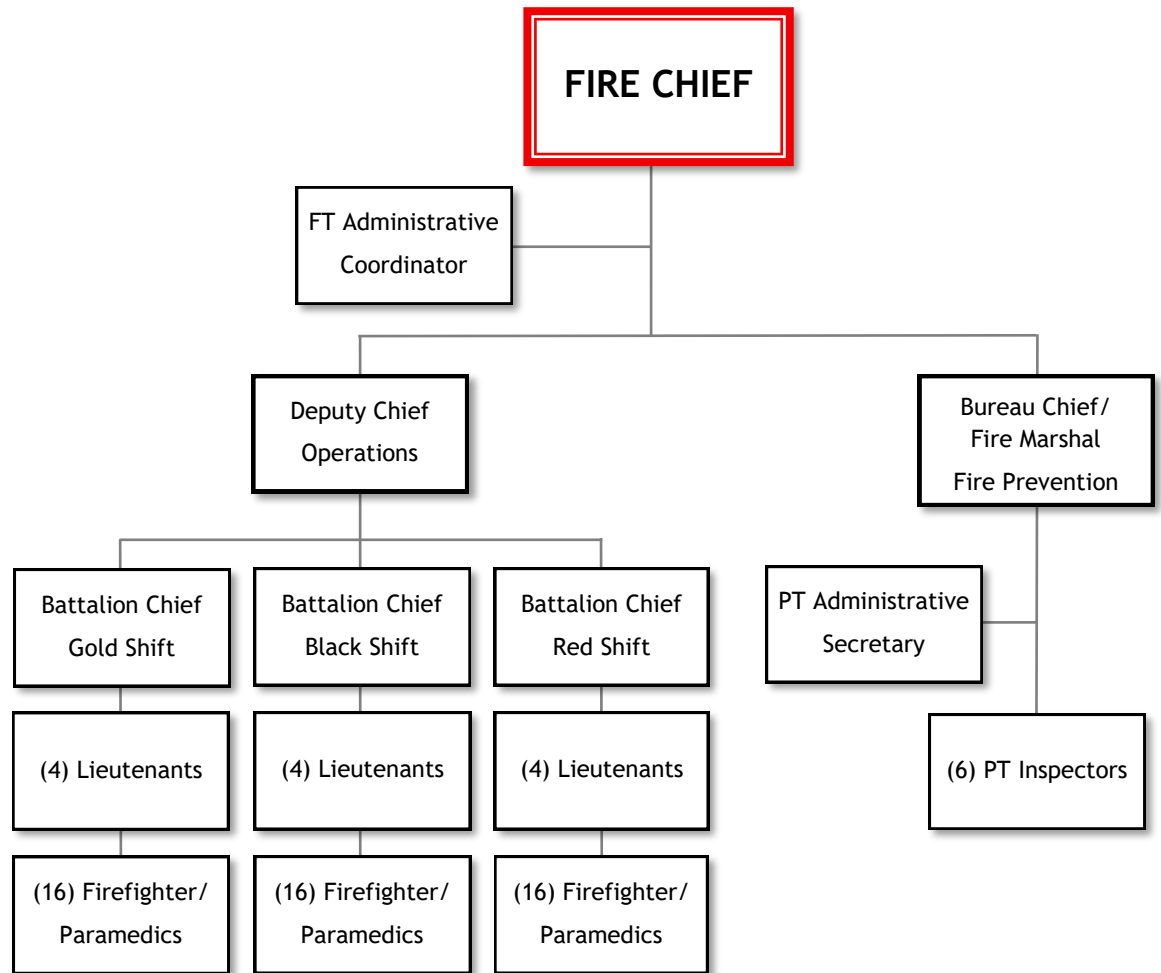 FIRE CHIEF
FT Administrative
Coordinator
Deputy Chief
Operations
Bureau Chief/
Fire Marshal
Fire Prevention
Battalion Chief
Gold Shift
Battalion Chief
Black Shift
Battalion Chief
Red Shift
PT Administrative
Secretary
(4) Lieutenants
(4) Lieutenants
(4) Lieutenants
(6) PT Inspectors
(16) Firefighter/
Paramedics
(16) Firefighter/
Paramedics
(16) Firefighter/
Paramedics